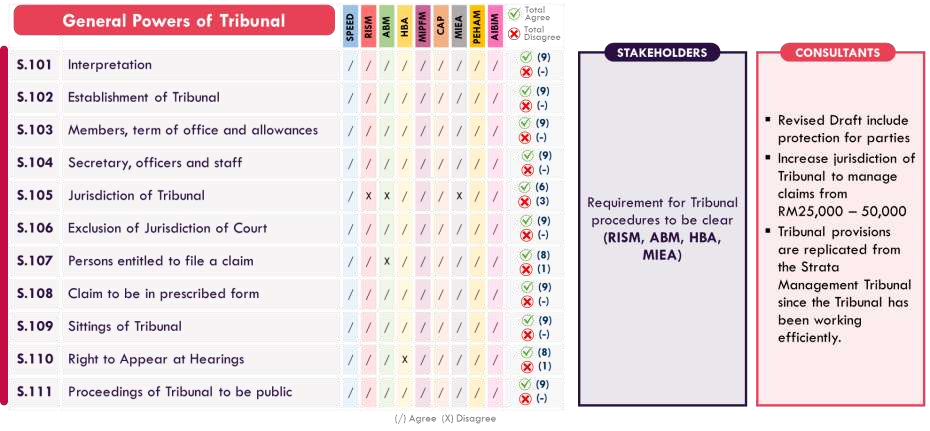 General Powers of Tribunal
SPEED RISM ABM HBA MIPFM CAP MIEA PEHAM AIBIM
Total Agree
Total Disagree
S.101 Interpretation / / / / / / / / / (9) (-)
S.102 Establishment of Tribunal / / / / / / / / / (9) (-)
S.103 Members, term of office and allowances / / / / / / / / / (9) (-)
S.104 Secretary, officers and staff / / / / / / / / / (9) (-)
S.105 Jurisdiction of Tribunal / X X / / / X / / (6) (3)
S.106 Exclusion of Jurisdiction of Court / / / / / / / / / (9) (-)
S.107 Persons entitled to file a claim / / X / / / / / / (8) (1)
S.108 Claim to be in prescribed form / / / / / / / / / (9) (-)
S.109 Sittings of Tribunal / / / / / / / / / (9) (-)
S.110 Right to Appear at Hearings / / / X / / / / / (8) (1)
S.111 Proceedings of Tribunal to be public / / / / / / / / / (9) (-)
(/) Agree (X) Disagree
STAKEHOLDERS
Requirement for Tribunal
procedures to be clear
(RISM, ABM, HBA,
MIEA)
CONSULTANTS
▪ Revised Draft include
protection for parties
▪ Increase jurisdiction of
Tribunal to manage
claims from
RM25,000 – 50,000
▪ Tribunal provisions
are replicated from
the Strata
Management Tribunal
since the Tribunal has
been working
efficiently.